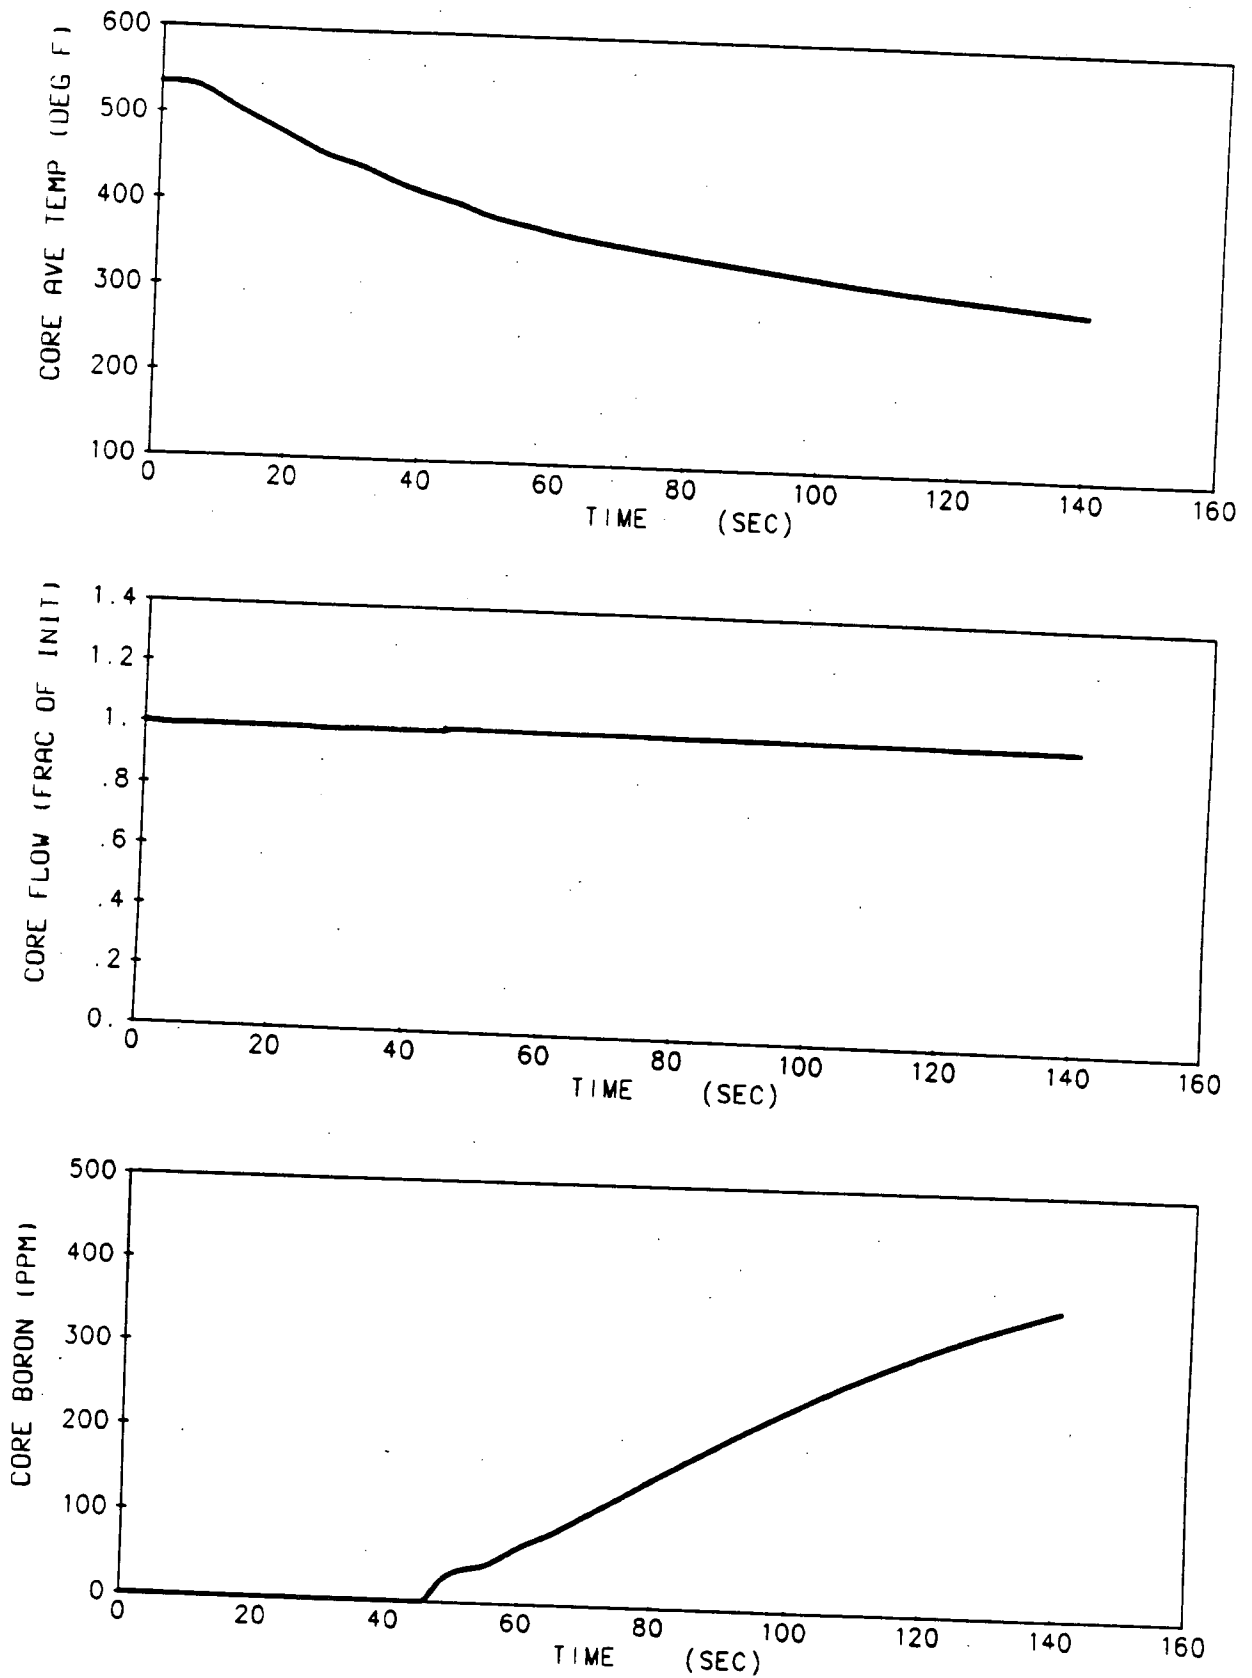 CORE AVE TEMP (DEG F)
600
500
400
300
200
100
0 20 40 60 80 100 120 140 160
TIME (SEC)
CORE FLOW (FRAC OF INIT)
1.4
1.2
1.
.8
.6
.4
.2
0.
0 20 40 60 80 100 120 140 160
TIME (SEC)
CORE BORON (PPM)
500
400
300
200
100
0
0 20 40 60 80 100 120 140 160
TIME (SEC)